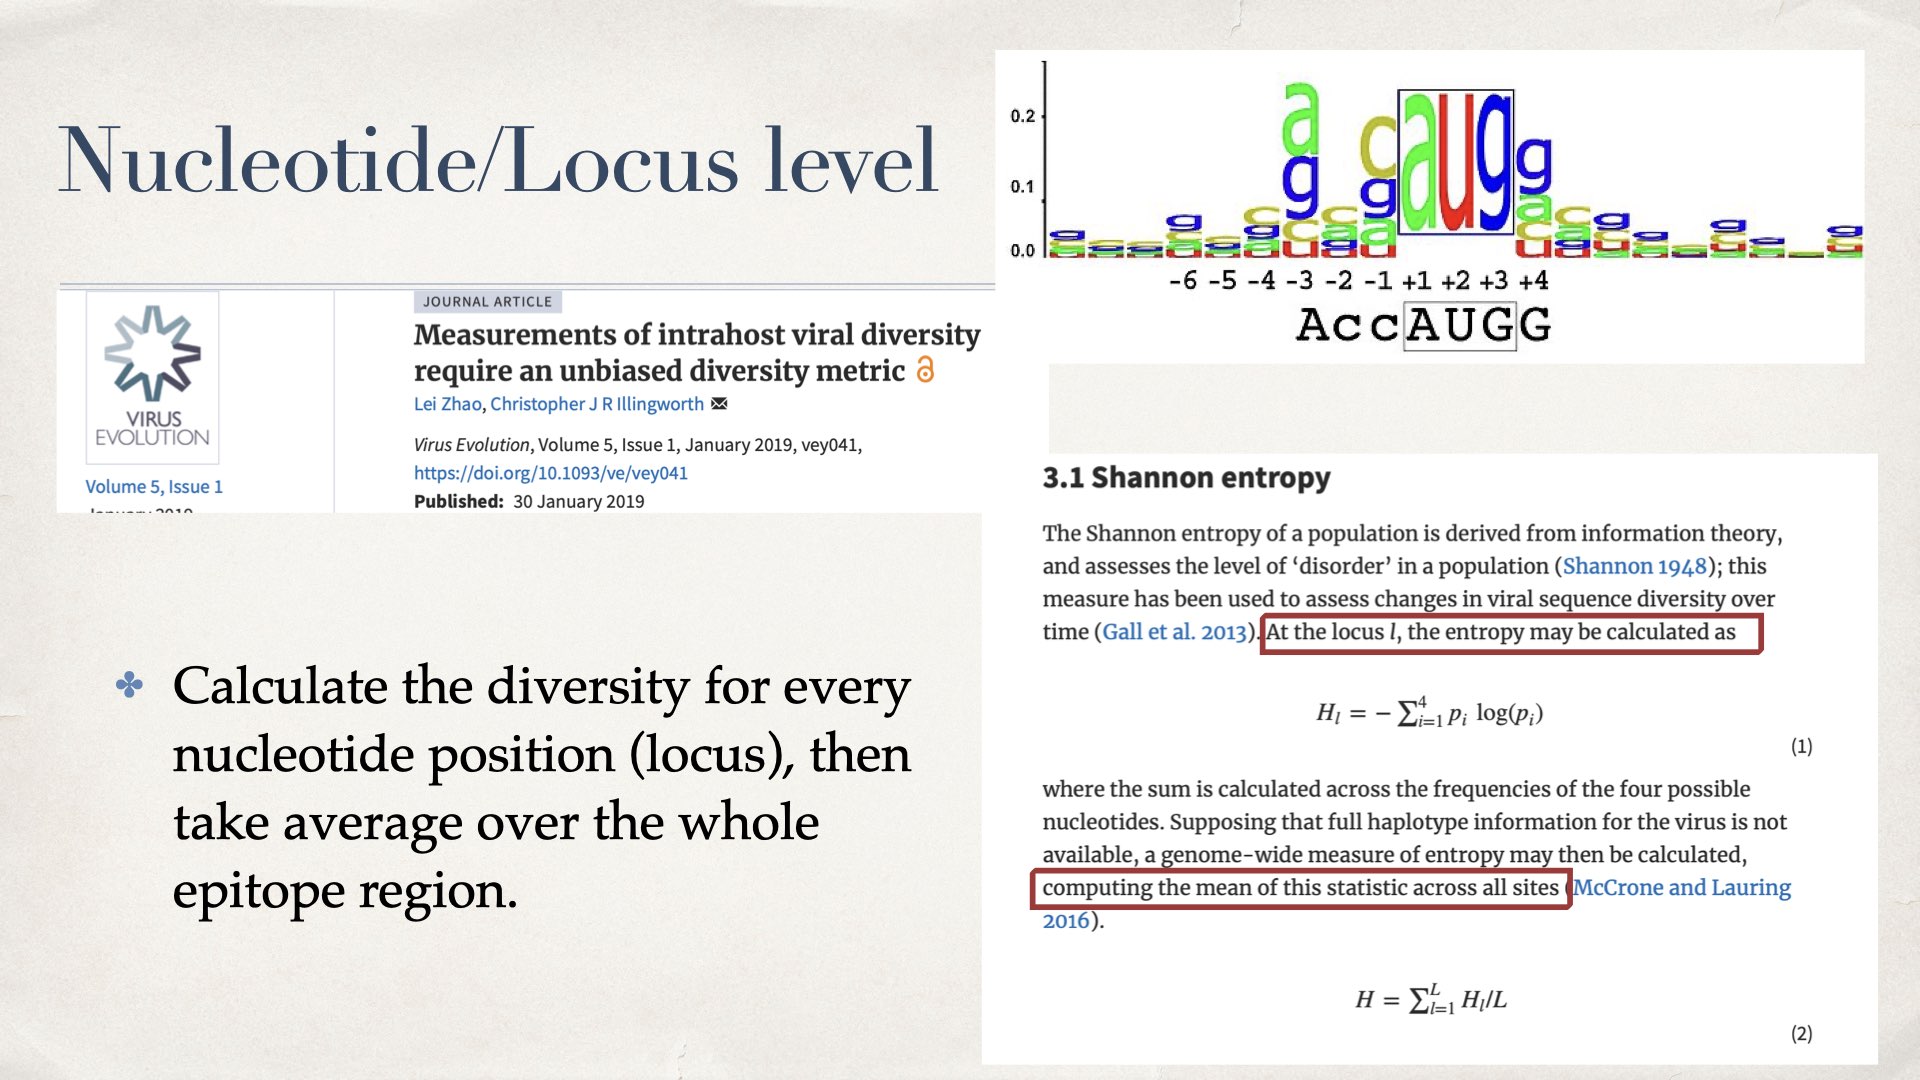 Nucleotide/Locus level
JOURNAL ARTICLE
Measurements of intrahost viral diversity
require an unbiased diversity metric
Lei Zhao, Christopher J R Illingworth
Virus Evolution, Volume 5, Issue 1, January 2019, vey041,
https://doi.org/10.1093/ve/vey041
Published: 30 January 2019
VIRUS
EVOLUTION
Volume 5, Issue 1
January 2019
Calculate the diversity for every
nucleotide position (locus), then
take average over the whole
epitope region.
0.2
0.1
0.0
-6 -5 -4 -3 -2 -1 +1 +2 +3 +4
AccAUGG
3.1 Shannon entropy
The Shannon entropy of a population is derived from information theory,
and assesses the level of ‘disorder’ in a population (Shannon 1948); this
measure has been used to assess changes in viral sequence diversity over
time (Gall et al. 2013). At the locus l, the entropy may be calculated as
H_l = − ∑_{i=1}^{4} p_i log(p_i)
(1)
where the sum is calculated across the frequencies of the four possible
nucleotides. Supposing that full haplotype information for the virus is not
available, a genome-wide measure of entropy may then be calculated,
computing the mean of this statistic across all sites (McCrone and Lauring
2016).
H = ∑_{l=1}^{L} H_l/L
(2)